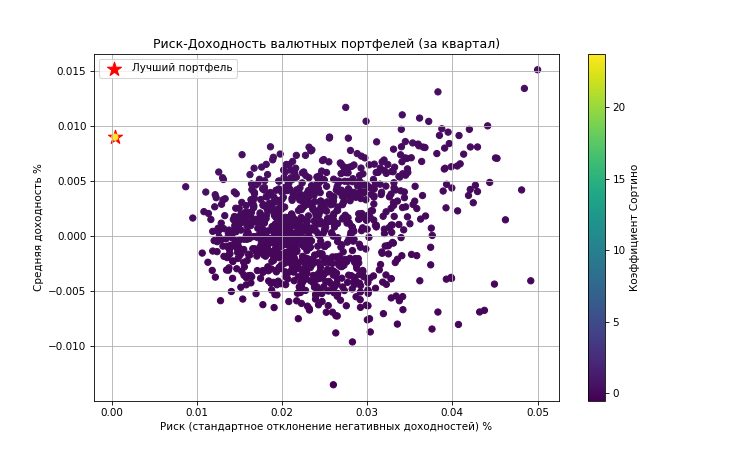 Риск-Доходность валютных портфелей (за квартал)
Лучший портфель
0.015
0.010
0.005
0.000
−0.005
−0.010
Средняя доходность %
0.00 0.01 0.02 0.03 0.04 0.05
Риск (стандартное отклонение негативных доходностей) %
20
15
10
5
0
Коэффициент Сортино